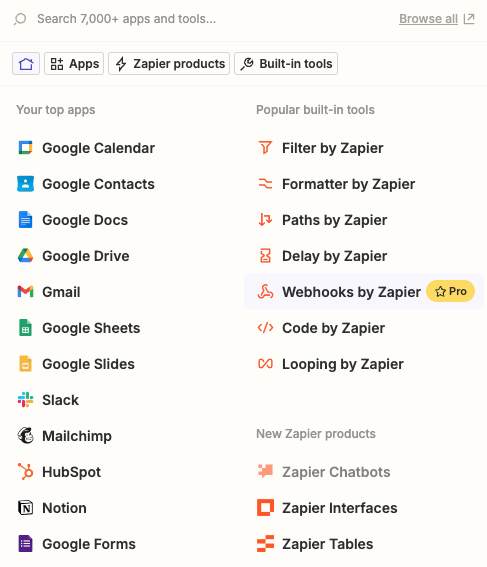 Search 7,000+ apps and tools...
Browse all
Apps
Zapier products
Built-in tools
Your top apps
Google Calendar
Google Contacts
Google Docs
Google Drive
Gmail
Google Sheets
Google Slides
Slack
Mailchimp
HubSpot
Notion
Google Forms
Popular built-in tools
Filter by Zapier
Formatter by Zapier
Paths by Zapier
Delay by Zapier
Webhooks by Zapier
Pro
Code by Zapier
Looping by Zapier
New Zapier products
Zapier Chatbots
Zapier Interfaces
Zapier Tables